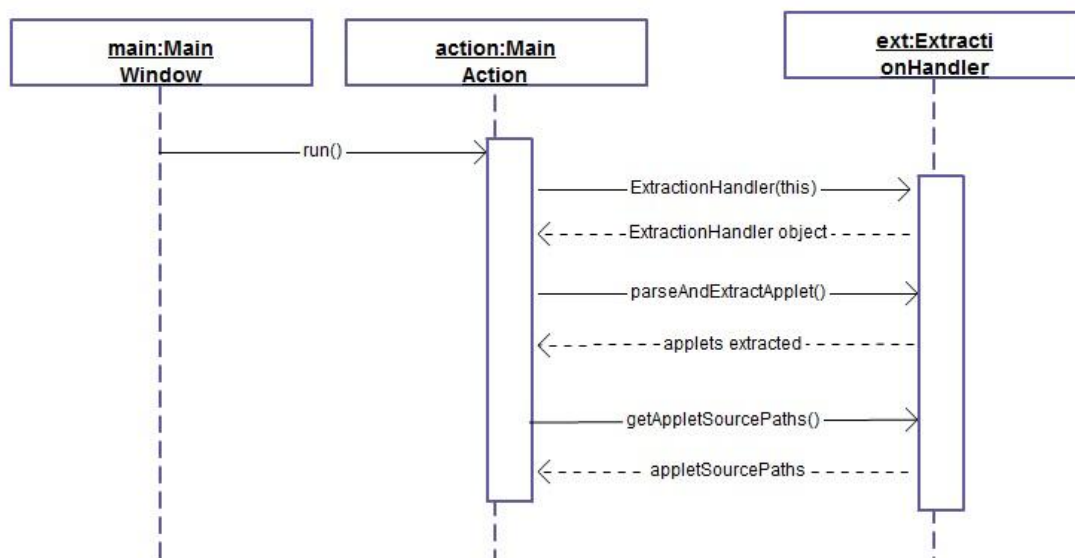 main:Main
Window
action:Main
Action
ext:Extracti
onHandler
run()
ExtractionHandler(this)
ExtractionHandler object
parseAndExtractApplet()
applets extracted
getAppletSourcePaths()
appletSourcePaths